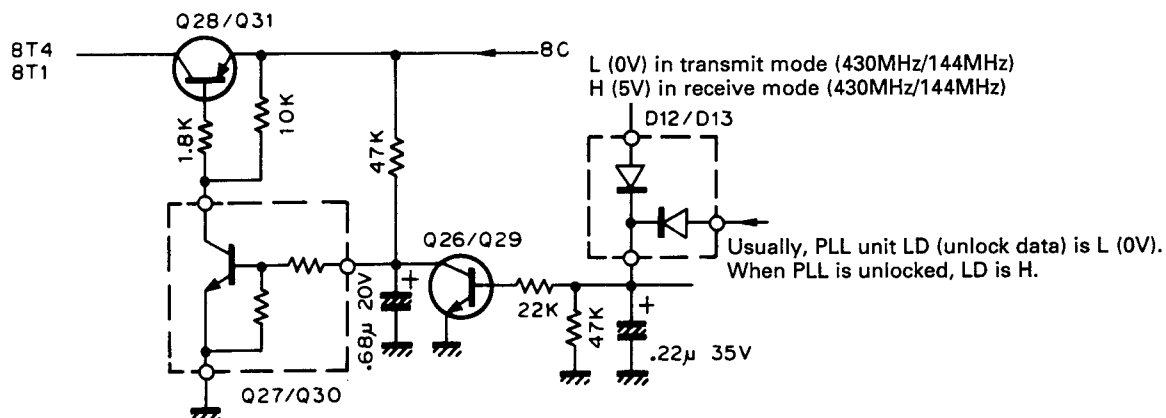 Q28/Q31
8T4
8T1
8C
L (0V) in transmit mode (430MHz/144MHz)
H (5V) in receive mode (430MHz/144MHz)
D12/D13
1.8K
10K
47K
Q26/Q29
Usually, PLL unit LD (unlock data) is L (0V).
When PLL is unlocked, LD is H.
+
.68μ 20V
22K
47K
+
.22μ 35V
Q27/Q30